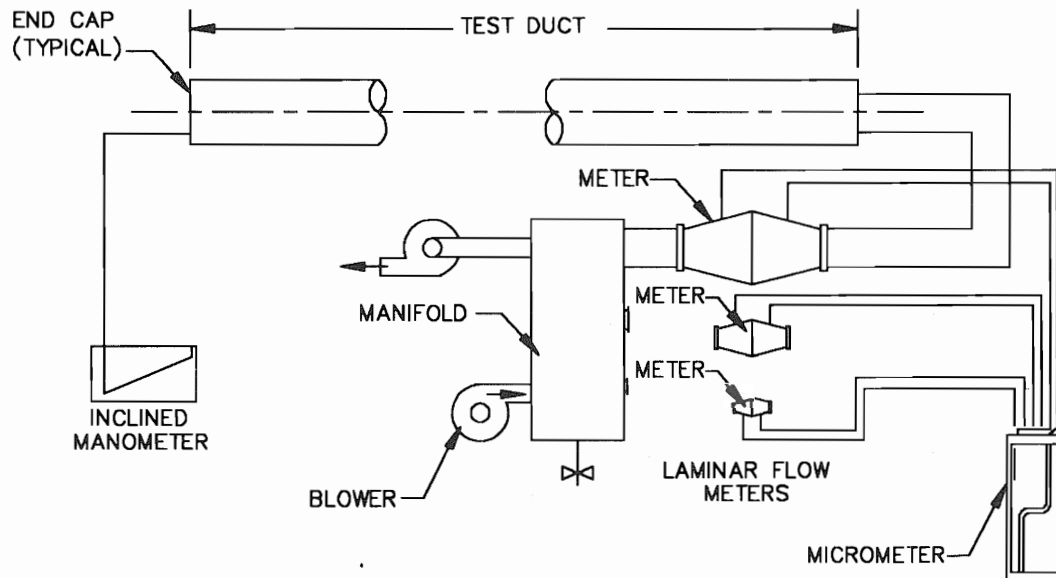 END CAP
(TYPICAL)
TEST DUCT
METER
MANIFOLD
METER
METER
INCLINED
MANOMETER
BLOWER
LAMINAR FLOW
METERS
MICROMETER